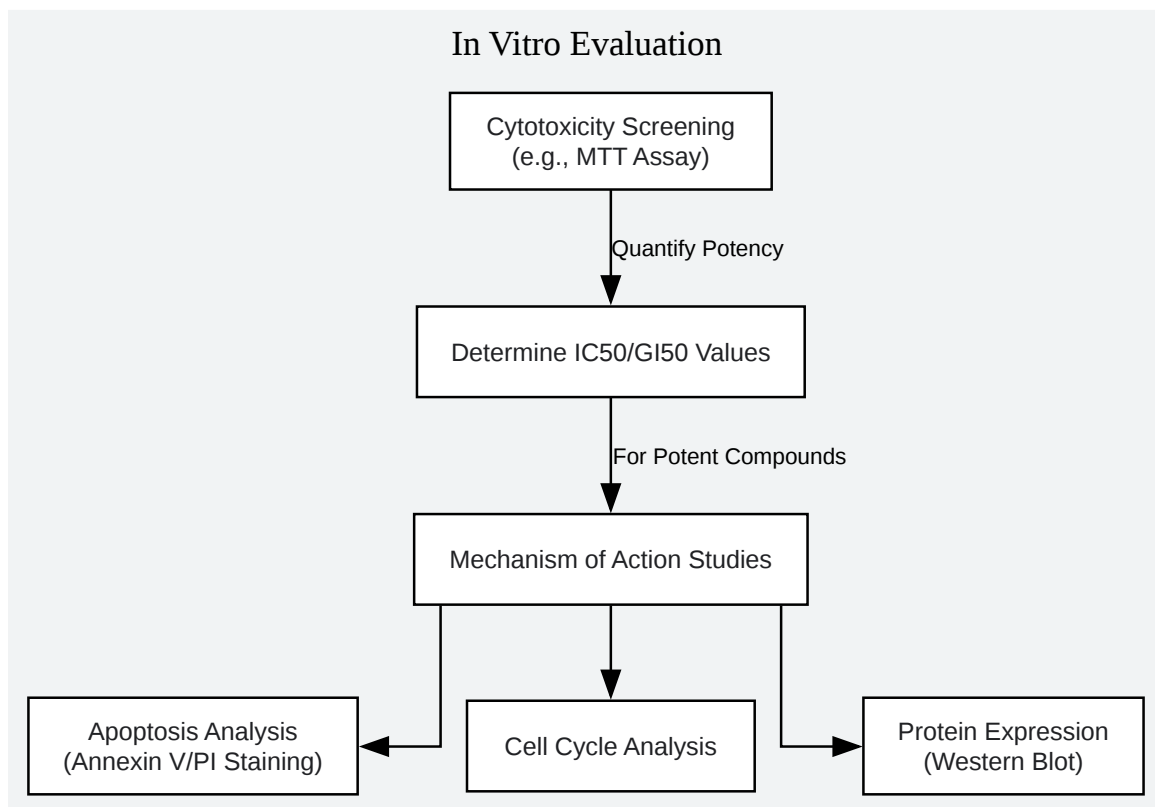 In Vitro Evaluation
Cytotoxicity Screening
(e.g., MTT Assay)
Quantify Potency
Determine IC50/GI50 Values
For Potent Compounds
Mechanism of Action Studies
Apoptosis Analysis
(Annexin V/PI Staining)
Cell Cycle Analysis
Protein Expression
(Western Blot)